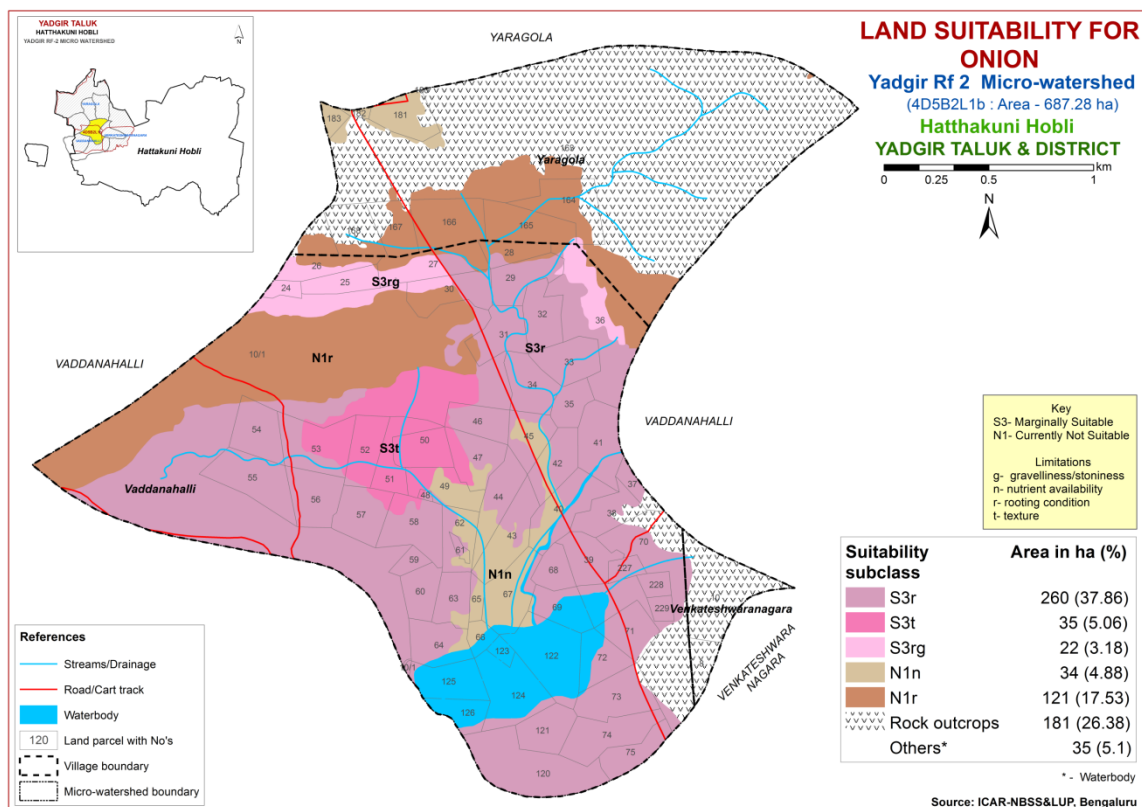 YADGIR TALUK
HATTHAKUNI HOBLI
YADGIR RF-2 MICRO WATERSHED
N
YARAGOLA
Hattakuni Hobli
LAND SUITABILITY FOR
ONION
Yadgir Rf 2 Micro-watershed
(4D5B2L1b : Area - 687.28 ha)
Hatthakuni Hobli
YADGIR TALUK & DISTRICT
km
0 0.25 0.5 1
N
YARAGOLA
183
181
163
Yaragola
164
168
167
166
165
28
26
27
29
24
25
S3rg
30
36
32
31
S3r
10/1
N1r
33
34
35
VADDANAHALLI
VADDANAHALLI
54
53
52
50
46
45
41
S3t
47
42
55
51
49
37
Vaddanahalli
56
48
44
57
58
62
40
38
43
70
61
59
39
N1n
68
227
60
63
65
67
228
10
69
229
Venkateshwaranagara
71
64
66
123
122
72
8
10/1
125
124
73
126
121
74
75
120
VENKATESHWARA
NAGARA
Key
S3- Marginally Suitable
N1- Currently Not Suitable
Limitations
g- gravelliness/stoniness
n- nutrient availability
r- rooting condition
t- texture
Suitability subclass Area in ha (%)
S3r 260 (37.86)
S3t 35 (5.06)
S3rg 22 (3.18)
N1n 34 (4.88)
N1r 121 (17.53)
Rock outcrops 181 (26.38)
Others* 35 (5.1)
* - Waterbody
Source: ICAR-NBSS&LUP, Bengaluru
References
Streams/Drainage
Road/Cart track
Waterbody
120 Land parcel with No's
Village boundary
Micro-watershed boundary